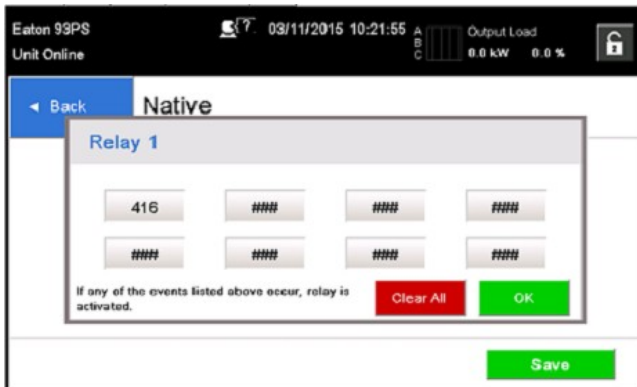 Eaton 93PS
03/11/2015 10:21:55
A
B
C
Output Load
Unit Online
0.0 kW 0.0 %
◄ Back
Native
Relay 1
416 ### ### ###
### ### ### ###
If any of the events listed above occur, relay is
activated.
Clear All
OK
Save